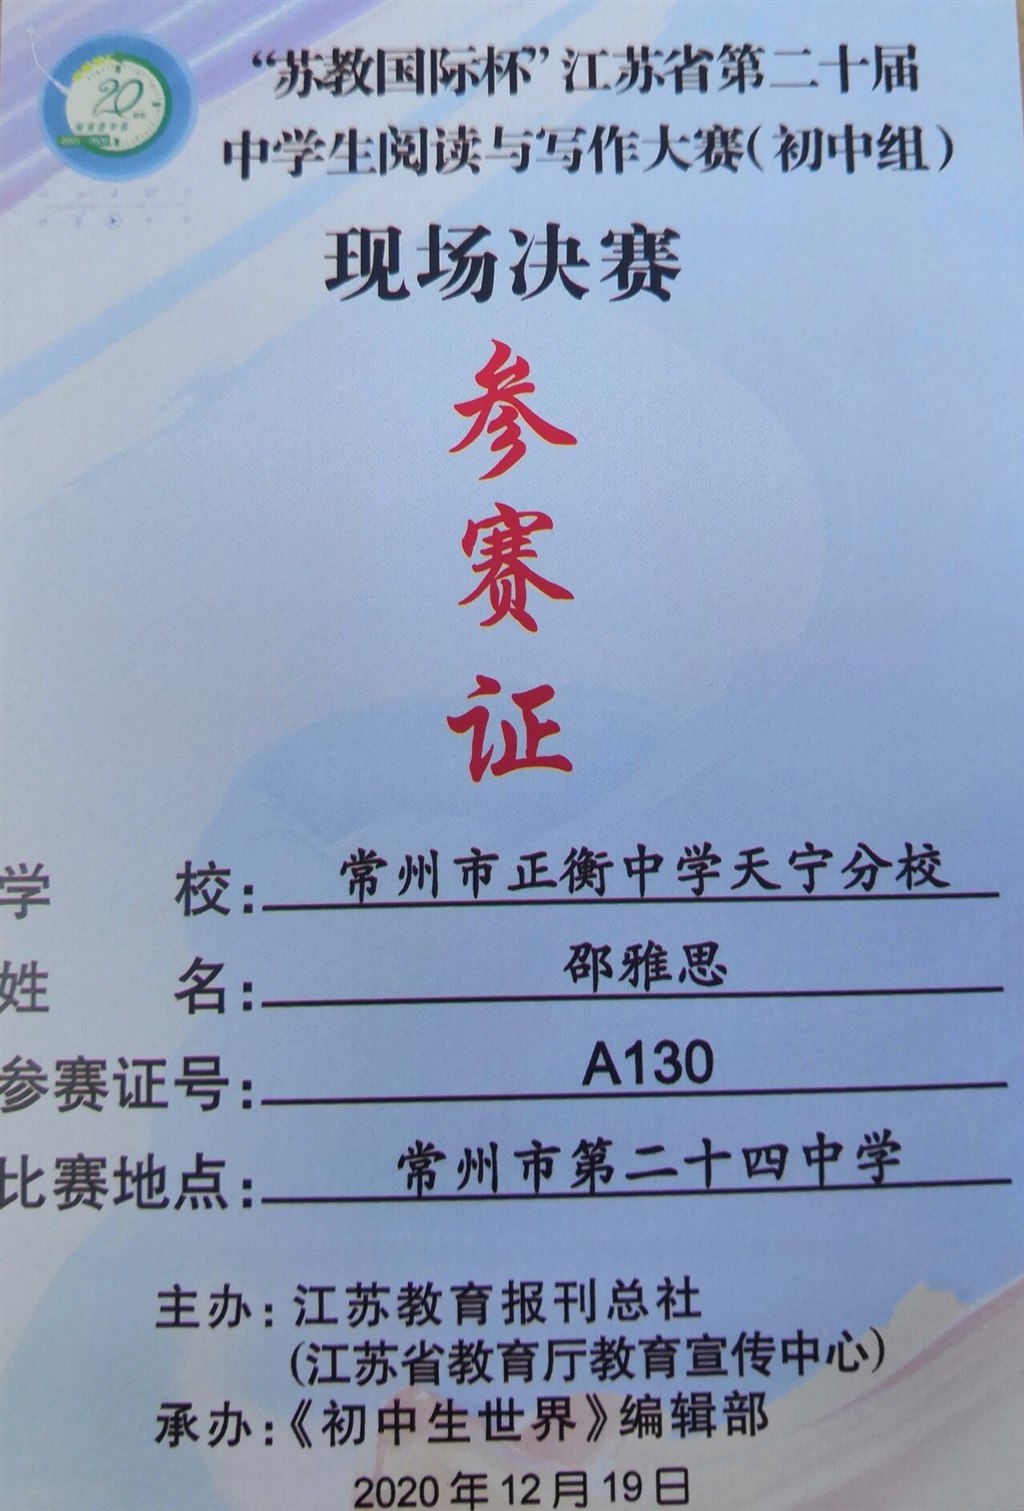 20
“苏教国际杯”江苏省第二十届
中学生阅读与写作大赛(初中组)
现场决赛
参
赛
证
学校:常州市正衡中学天宁分校
姓名:邵雅思
参赛证号:A130
比赛地点:常州市第二十四中学
主办:江苏教育报刊总社
(江苏省教育厅教育宣传中心)
承办:《初中生世界》编辑部
2020年12月19日